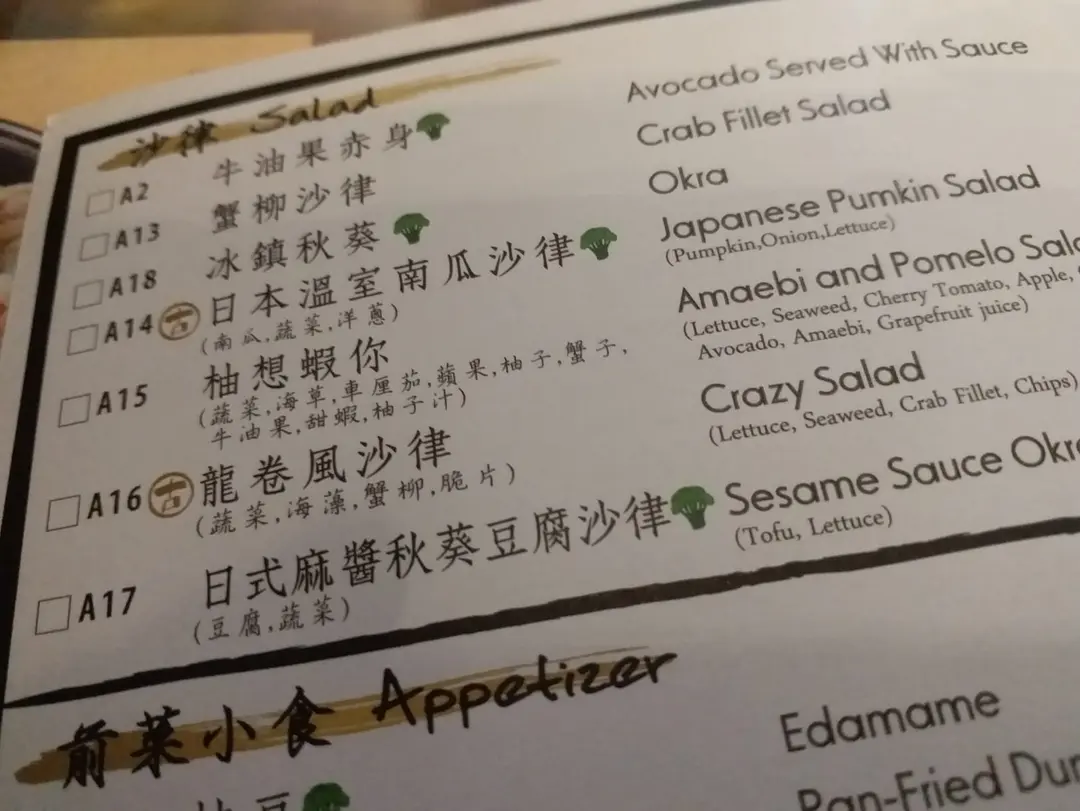 沙律 Salad
A2 牛油果赤身 Avocado Served With Sauce
A13 蟹柳沙律 Crab Fillet Salad
A18 冰鎮秋葵 Okra
A14 吉 日本溫室南瓜沙律 Japanese Pumkin Salad
(南瓜,蔬菜,洋蔥) (Pumpkin,Onion,Lettuce)
A15 柚想蝦你 Amaebi and Pomelo
(蔬菜,海草,車厘茄,蘋果,柚子,蟹子, (Lettuce, Seaweed, Cherry Tomato, Apple,
牛油果,甜蝦,柚子汁) Avocado, Amaebi, Grapefruit juice)
A16 吉 龍卷風沙律 Crazy Salad
(蔬菜,海藻,蟹柳,脆片) (Lettuce, Seaweed, Crab Fillet, Chips)
A17 日式麻醬秋葵豆腐沙律 Sesame Sauce
(豆腐,蔬菜) (Tofu, Lettuce)
前菜小食 Appetizer
Edamame
Pan-Fried